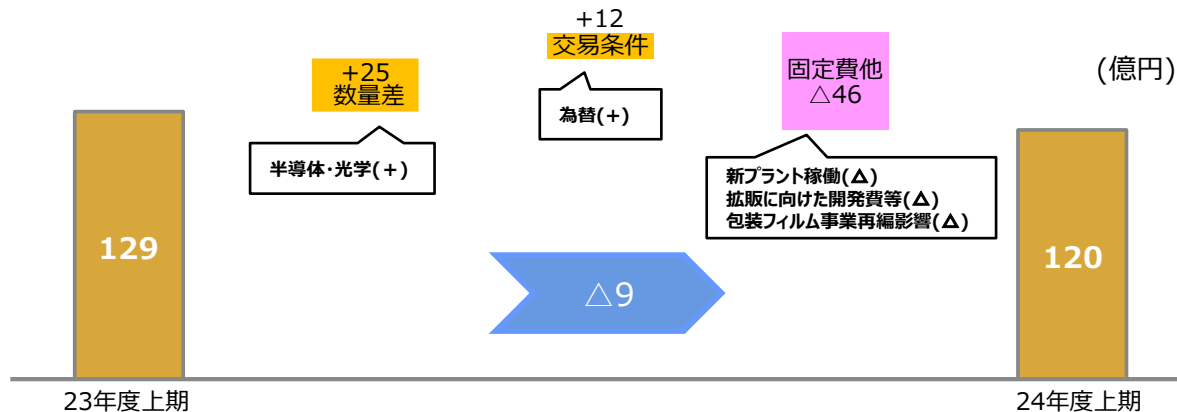 +12
交易条件
(億円)
+25
数量差
固定費他
△46
為替(+)
半導体・光学(+)
新プラント稼働(△)
拡販に向けた開発費等(△)
包装フィルム事業再編影響(△)
129
△9
120
23年度上期
24年度上期